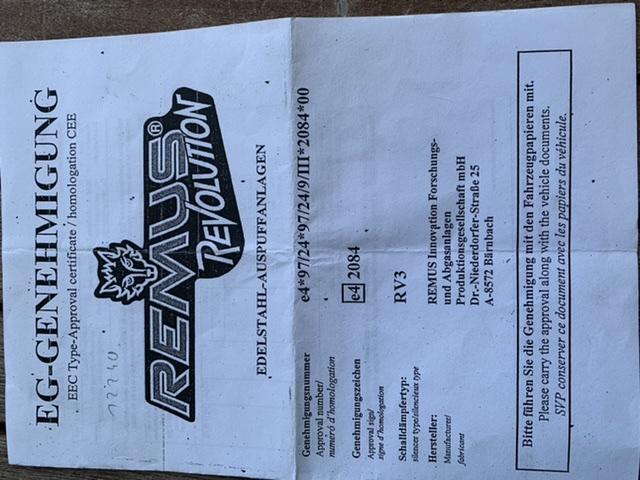 EG-GENEHMIGUNG
EEC Type-Approval certificate / homologation CEE
REMUS®
REVOLUTION
EDELSTAHL-AUSPUFFANLAGEN
Genehmigungsnummer e4*97/24*97/24/9/III*2084*00
Approval number/
numeró d'homologation
Genehmigungszeichen e4 2084
Approval sign/
signe d'homologation
Schalldämpfertyp: RV3
silencer type/silencieux type
Hersteller: REMUS Innovation Forschungs-
Manufacturer/ und Abgasanlagen
fabricant Produktionsgesellschaft mbH
Dr.-Niederdorfer-Straße 25
A-8572 Bärnbach
Bitte führen Sie die Genehmigung mit den Fahrzeugpapieren mit.
Please carry the approval along with the vehicle documents.
SVP conserver ce document avec les papiers du véhicule.